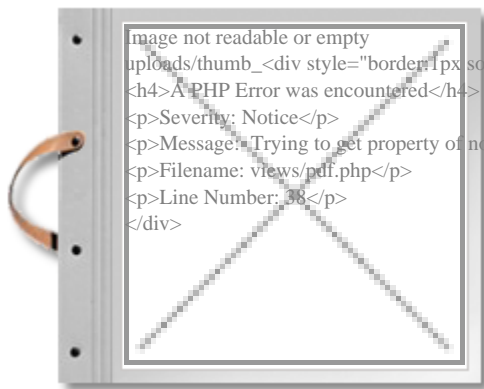 Image not readable or empty
uploads/thumb_<div style="border:1px so
<h4>A PHP Error was encountered</h4>
<p>Severity: Notice</p>
<p>Message:  Trying to get property of no
<p>Filename: views/pdf.php</p>
<p>Line Number: 38</p>
</div>